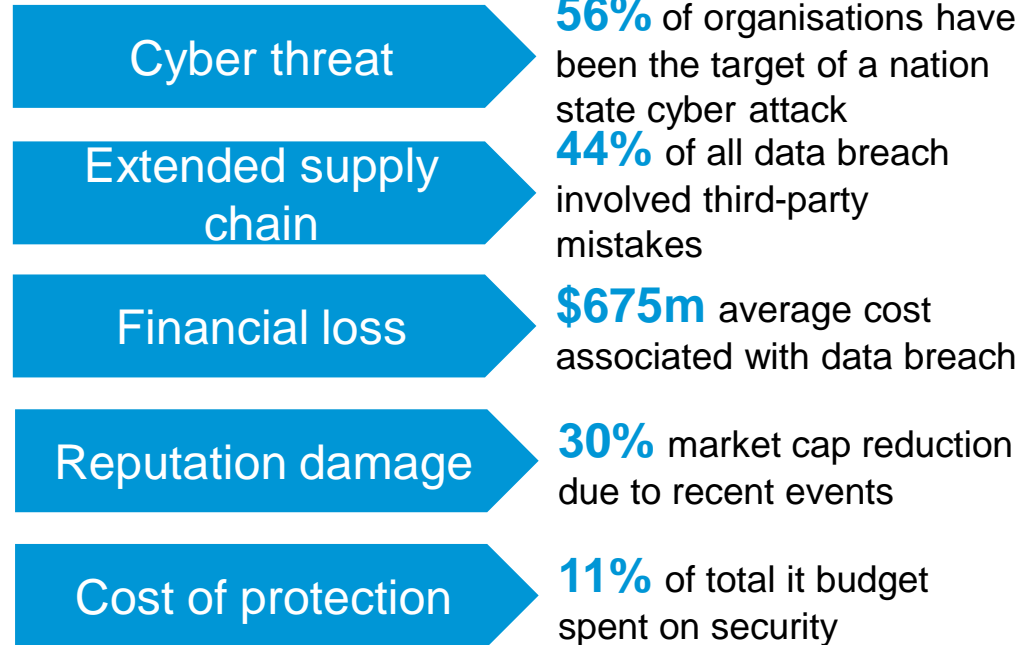 Cyber threat
56% of organisations have
been the target of a nation
state cyber attack
Extended supply
chain
44% of all data breach
involved third-party
mistakes
Financial loss
$675m average cost
associated with data breach
Reputation damage
30% market cap reduction
due to recent events
Cost of protection
11% of total it budget
spent on security